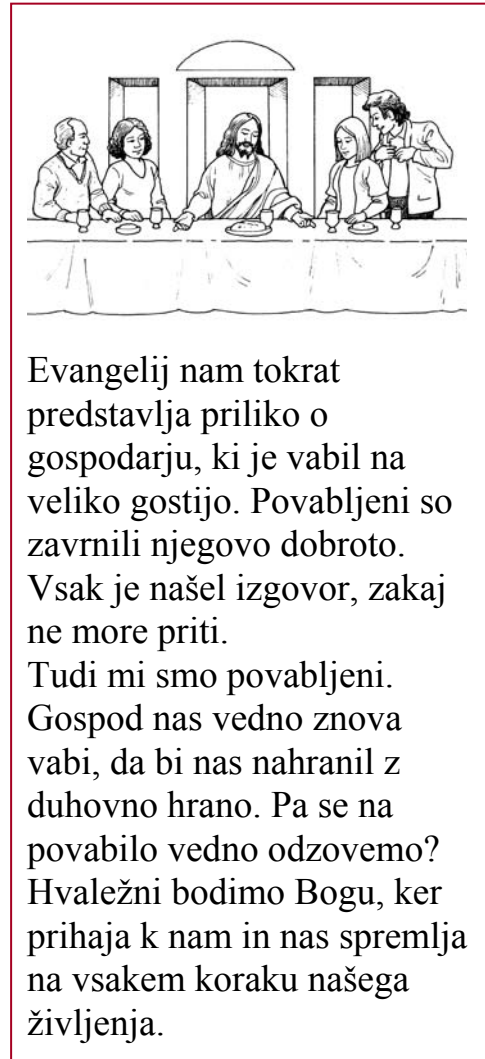 Evangelij nam tokrat
predstavlja priliko o
gospodarju, ki je vabil na
veliko gostijo. Povabljeni so
zavrnili njegovo dobroto.
Vsak je našel izgovor, zakaj
ne more priti.
Tudi mi smo povabljeni.
Gospod nas vedno znova
vabi, da bi nas nahranil z
duhovno hrano. Pa se na
povabilo vedno odzovemo?
Hvaležni bodimo Bogu, ker
prihaja k nam in nas spremlja
na vsakem koraku našega
življenja.